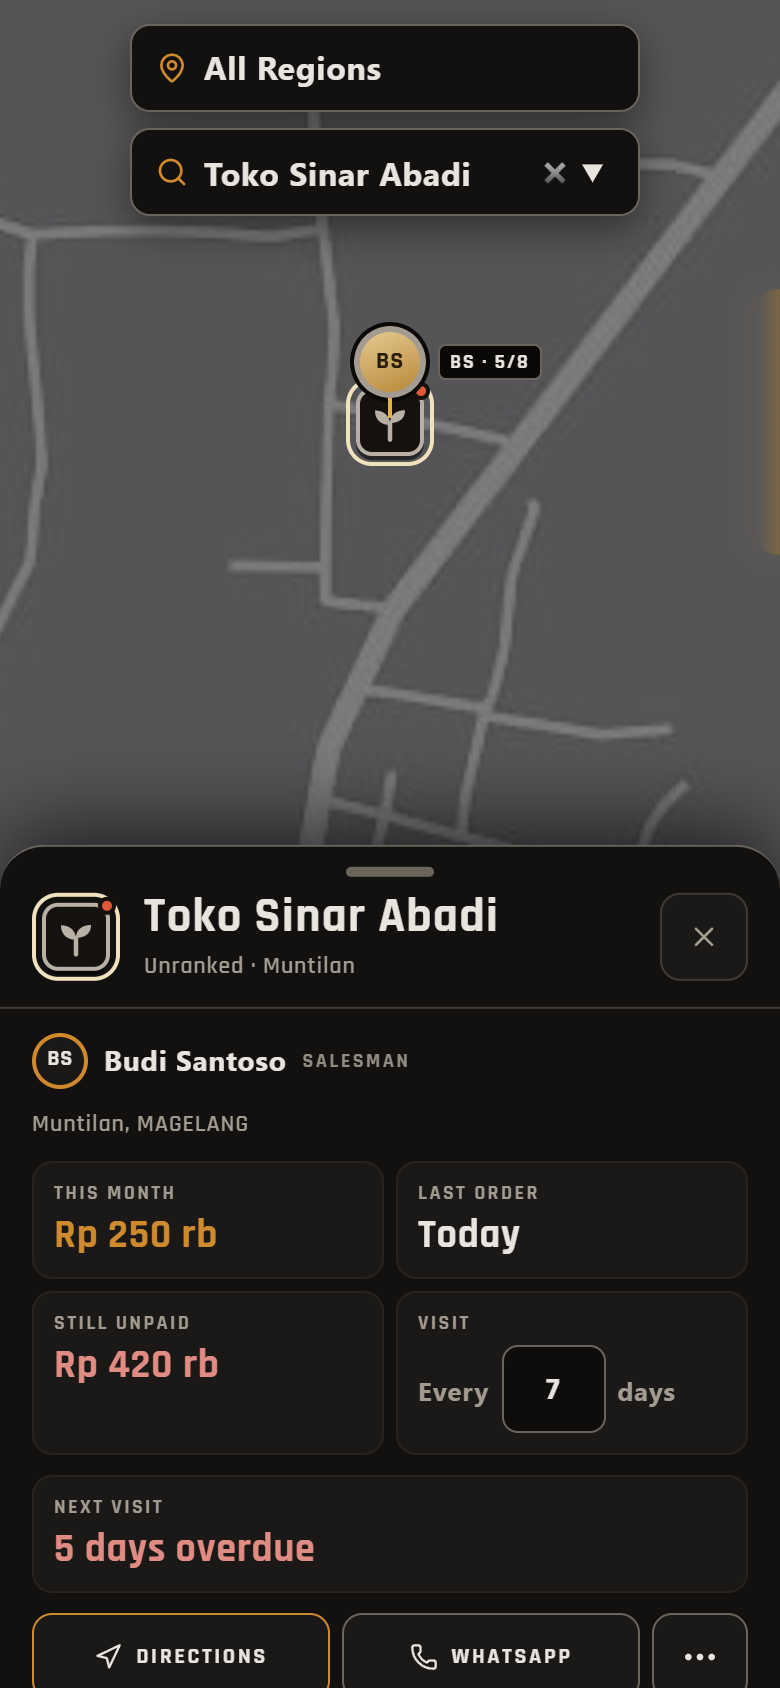 All Regions
Toko Sinar Abadi ✕ ▼
BS
BS · 5/8
Toko Sinar Abadi
Unranked · Muntilan
BS Budi Santoso SALESMAN
Muntilan, MAGELANG
THIS MONTH
Rp 250 rb
LAST ORDER
Today
STILL UNPAID
Rp 420 rb
VISIT
Every 7 days
NEXT VISIT
5 days overdue
DIRECTIONS
WHATSAPP